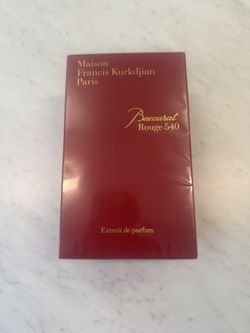 Maison
Francis Kurkdjian
Paris
Baccarat
Rouge 540
Extrait de parfum